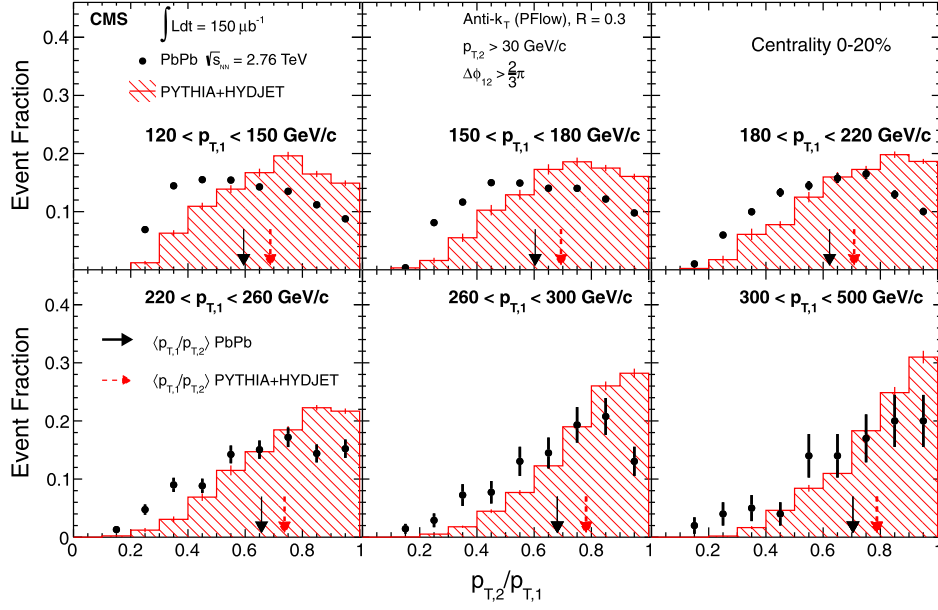 CMS
∫Ldt = 150 μb⁻¹
PbPb √s_NN = 2.76 TeV
PYTHIA+HYDJET
120 < p_T,1 < 150 GeV/c
Anti-k_T (PFlow), R = 0.3
p_T,2 > 30 GeV/c
Δϕ_12 > 2/3 π
150 < p_T,1 < 180 GeV/c
Centrality 0-20%
180 < p_T,1 < 220 GeV/c
Event Fraction
0.4
0.3
0.2
0.1
220 < p_T,1 < 260 GeV/c
⟨p_T,1/p_T,2⟩ PbPb
⟨p_T,1/p_T,2⟩ PYTHIA+HYDJET
260 < p_T,1 < 300 GeV/c
300 < p_T,1 < 500 GeV/c
Event Fraction
0.4
0.3
0.2
0.1
0
0 0.2 0.4 0.6 0.8 1 0.2 0.4 0.6 0.8 1 0.2 0.4 0.6 0.8 1
p_T,2/p_T,1